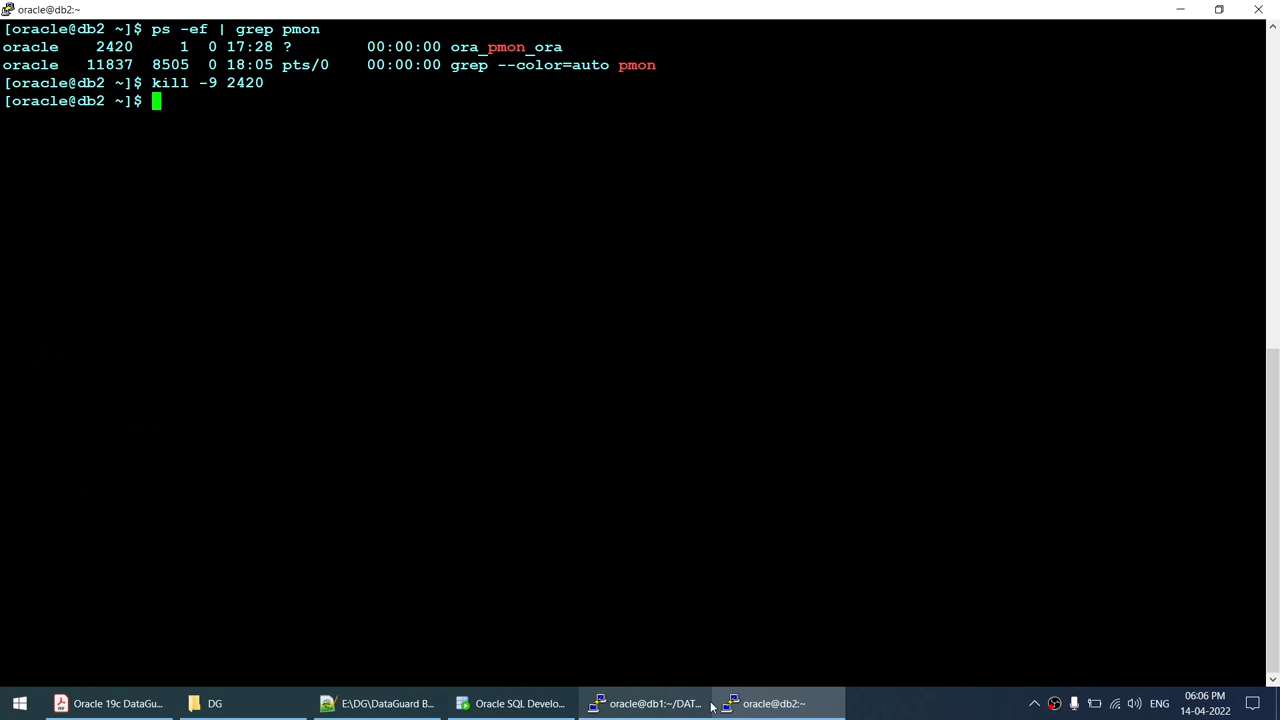 oracle@db2:~
[oracle@db2 ~]$ ps -ef | grep pmon
oracle 2420 1 0 17:28 ? 00:00:00 ora_pmon_ora
oracle 11837 8505 0 18:05 pts/0 00:00:00 grep --color=auto pmon
[oracle@db2 ~]$ kill -9 2420
[oracle@db2 ~]$
Oracle 19c DataGu... DG E:\DG\DataGuard B... Oracle SQL Develo... oracle@db1:~/DAT... oracle@db2:~ ENG 06:06 PM
14-04-2022